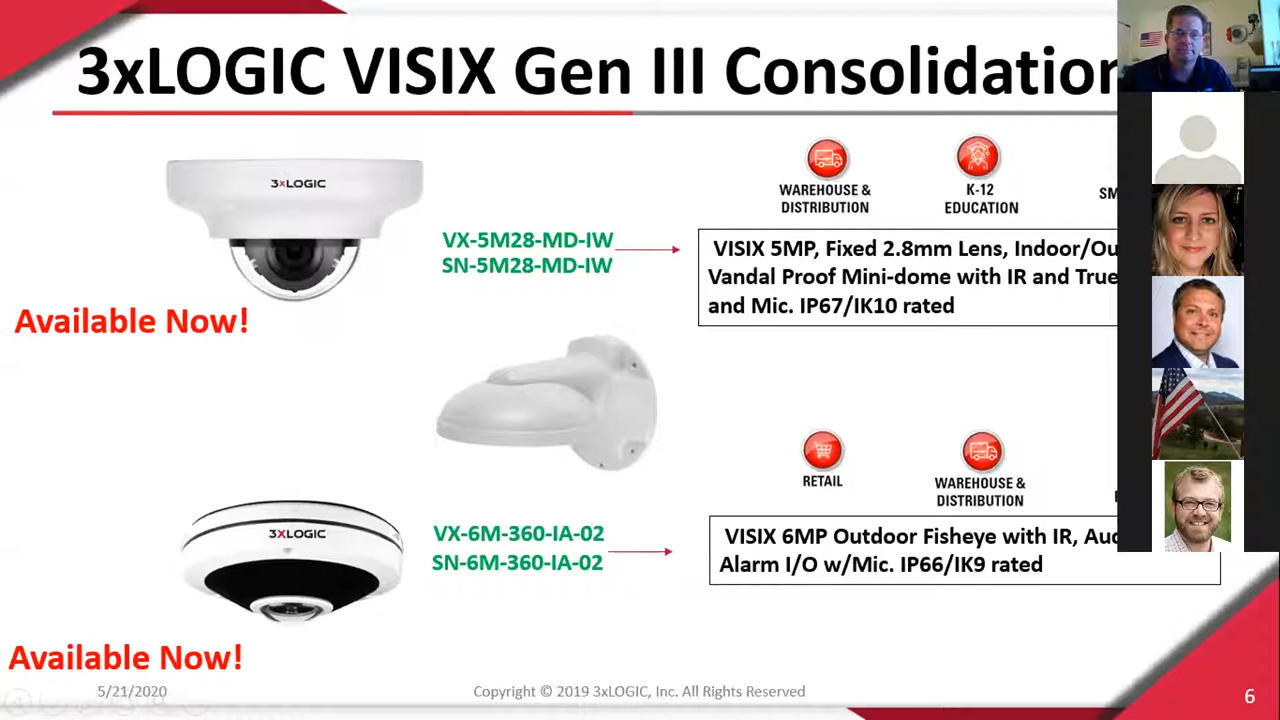 3xLOGIC VISIX Gen III Consolidation
3xLOGIC
WAREHOUSE &
DISTRIBUTION
K-12
EDUCATION
SM
VX-5M28-MD-IW
SN-5M28-MD-IW
VISIX 5MP, Fixed 2.8mm Lens, Indoor/Ou
Vandal Proof Mini-dome with IR and True
and Mic. IP67/IK10 rated
Available Now!
RETAIL
WAREHOUSE &
DISTRIBUTION
3XLOGIC
VX-6M-360-IA-02
SN-6M-360-IA-02
VISIX 6MP Outdoor Fisheye with IR, Aud
Alarm I/O w/Mic. IP66/IK9 rated
Available Now!
5/21/2020
Copyright © 2019 3xLOGIC, Inc. All Rights Reserved
6